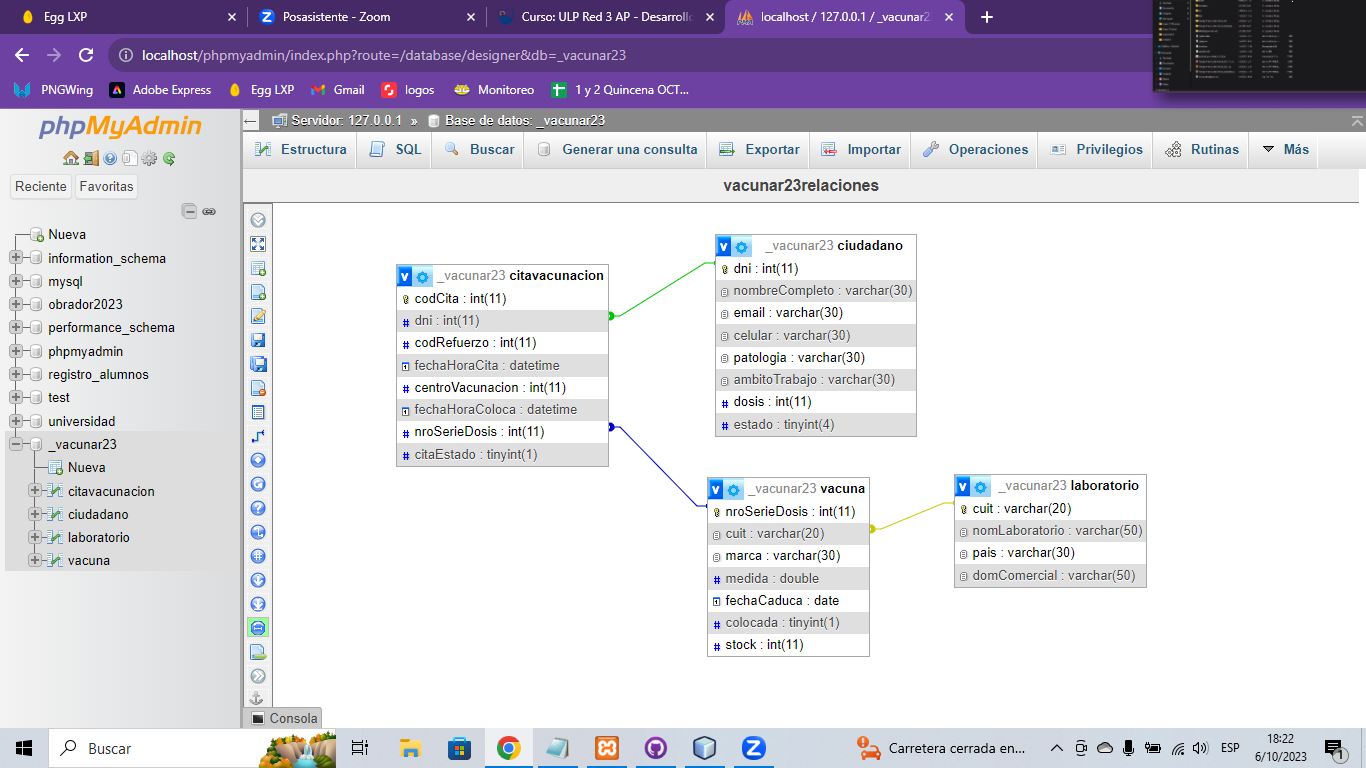 Egg LXP
Posasistente - Zoom
Curso: ULP Red 3 AP - Desarrollo
localhost / 127.0.0.1 / _vacunar2
localhost/phpmyadmin/index.php?route=/database/designer&db=_vacunar23
PNGWing
Adobe Express
Egg LXP
Gmail
logos
Monotreo
1 y 2 Quincena OCT...
phpMyAdmin
Servidor: 127.0.0.1 » Base de datos: _vacunar23
Estructura
SQL
Buscar
Generar una consulta
Exportar
Importar
Operaciones
Privilegios
Rutinas
Más
Reciente
Favoritas
vacunar23relaciones
Nueva
information_schema
mysql
obrador2023
performance_schema
phpmyadmin
registro_alumnos
test
universidad
_vacunar23
Nueva
citavacunacion
ciudadano
laboratorio
vacuna
_vacunar23 citavacunacion
codCita : int(11)
dni : int(11)
codRefuerzo : int(11)
fechaHoraCita : datetime
centroVacunacion : int(11)
fechaHoraColoca : datetime
nroSerieDosis : int(11)
citaEstado : tinyint(1)
_vacunar23 ciudadano
dni : int(11)
nombreCompleto : varchar(30)
email : varchar(30)
celular : varchar(30)
patologia : varchar(30)
ambitoTrabajo : varchar(30)
dosis : int(11)
estado : tinyint(4)
_vacunar23 vacuna
nroSerieDosis : int(11)
cuit : varchar(20)
marca : varchar(30)
medida : double
fechaCaduca : date
colocada : tinyint(1)
stock : int(11)
_vacunar23 laboratorio
cuit : varchar(20)
nomLaboratorio : varchar(50)
pais : varchar(30)
domComercial : varchar(50)
Consola
Buscar
Carretera cerrada en...
ESP
18:22
6/10/2023
1